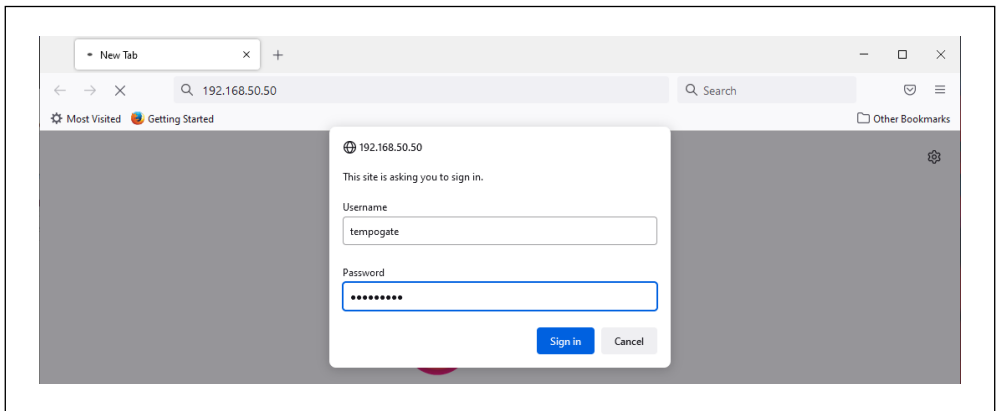 New Tab
192.168.50.50
Search
Most Visited Getting Started Other Bookmarks
192.168.50.50
This site is asking you to sign in.
Username
tempogate
Password
•••••••••
Sign in Cancel